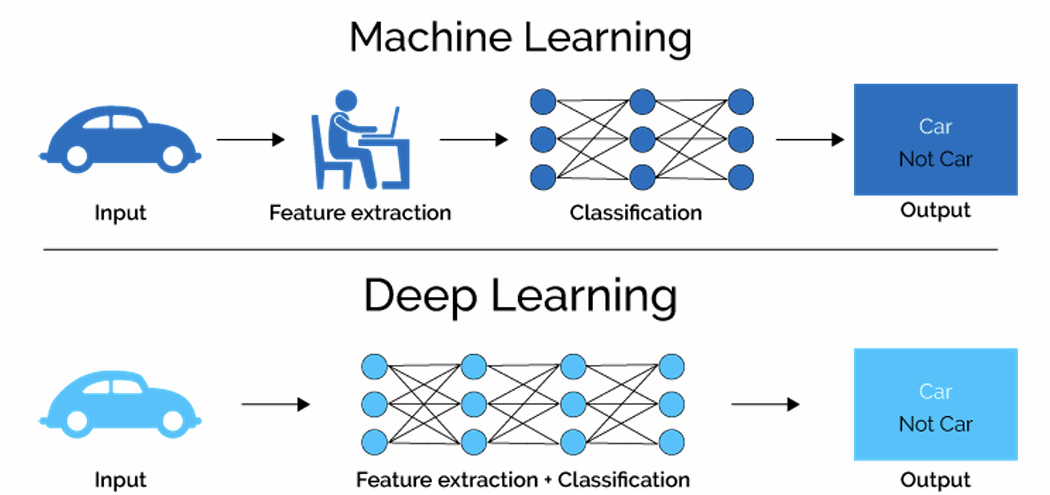 Machine Learning
Car
Not Car
Input
Feature extraction
Classification
Output
Deep Learning
Car
Not Car
Input
Feature extraction + Classification
Output